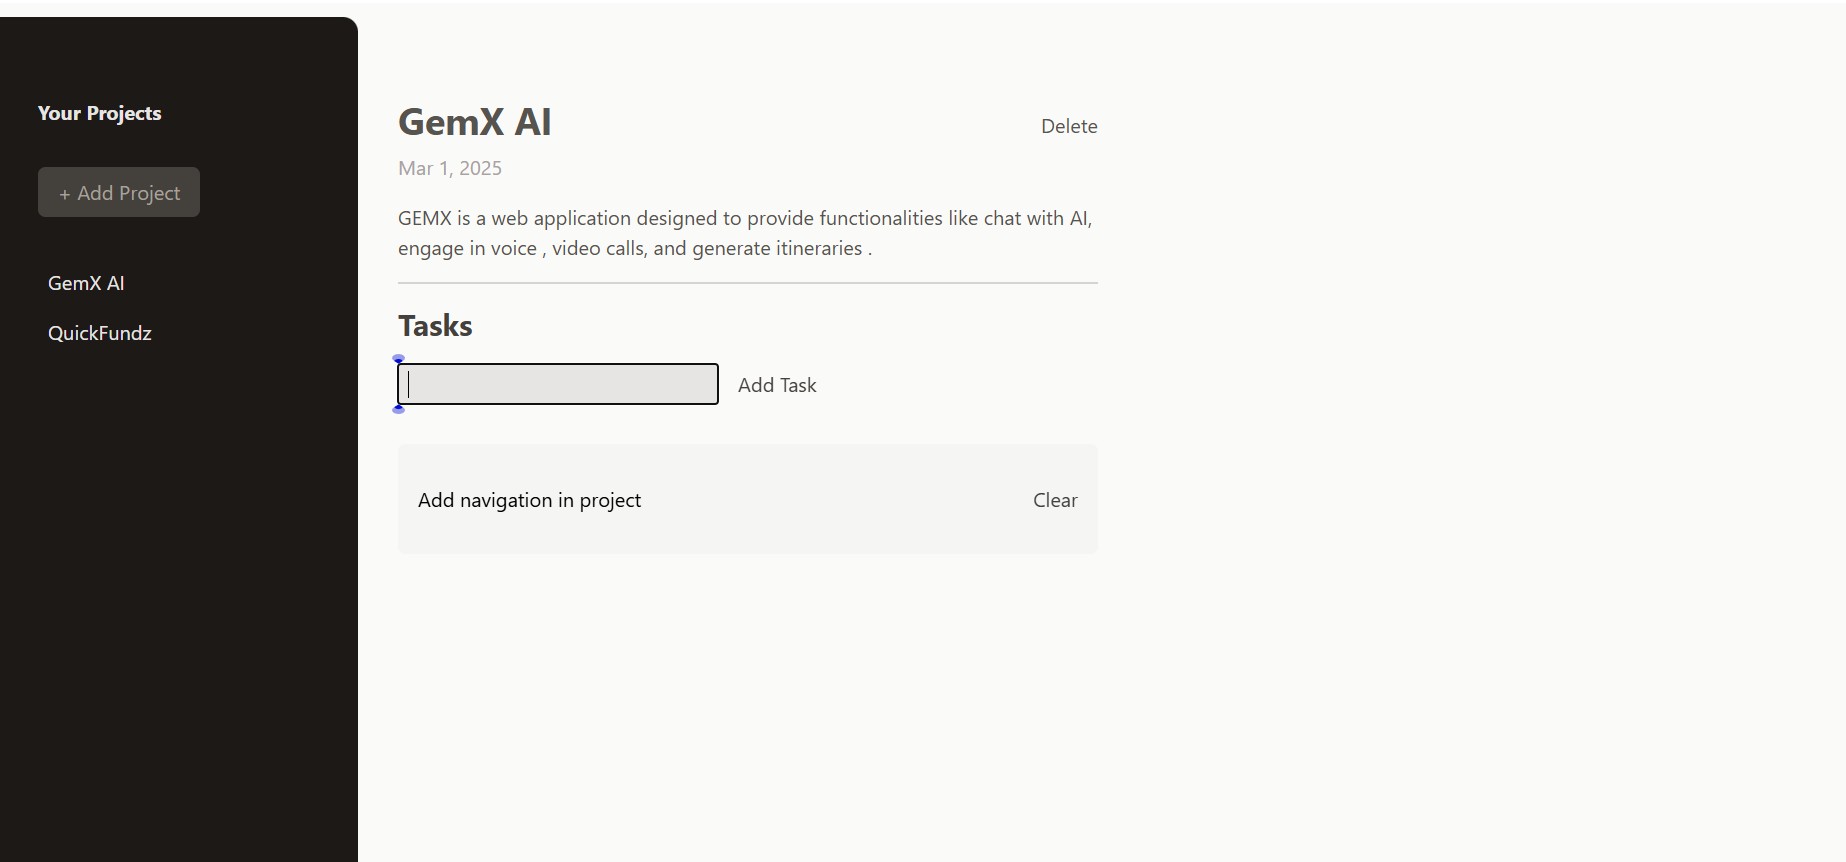 Your Projects
+ Add Project
GemX AI
QuickFundz
GemX AI
Delete
Mar 1, 2025
GEMX is a web application designed to provide functionalities like chat with AI,
engage in voice , video calls, and generate itineraries .
Tasks
Add Task
Add navigation in project
Clear